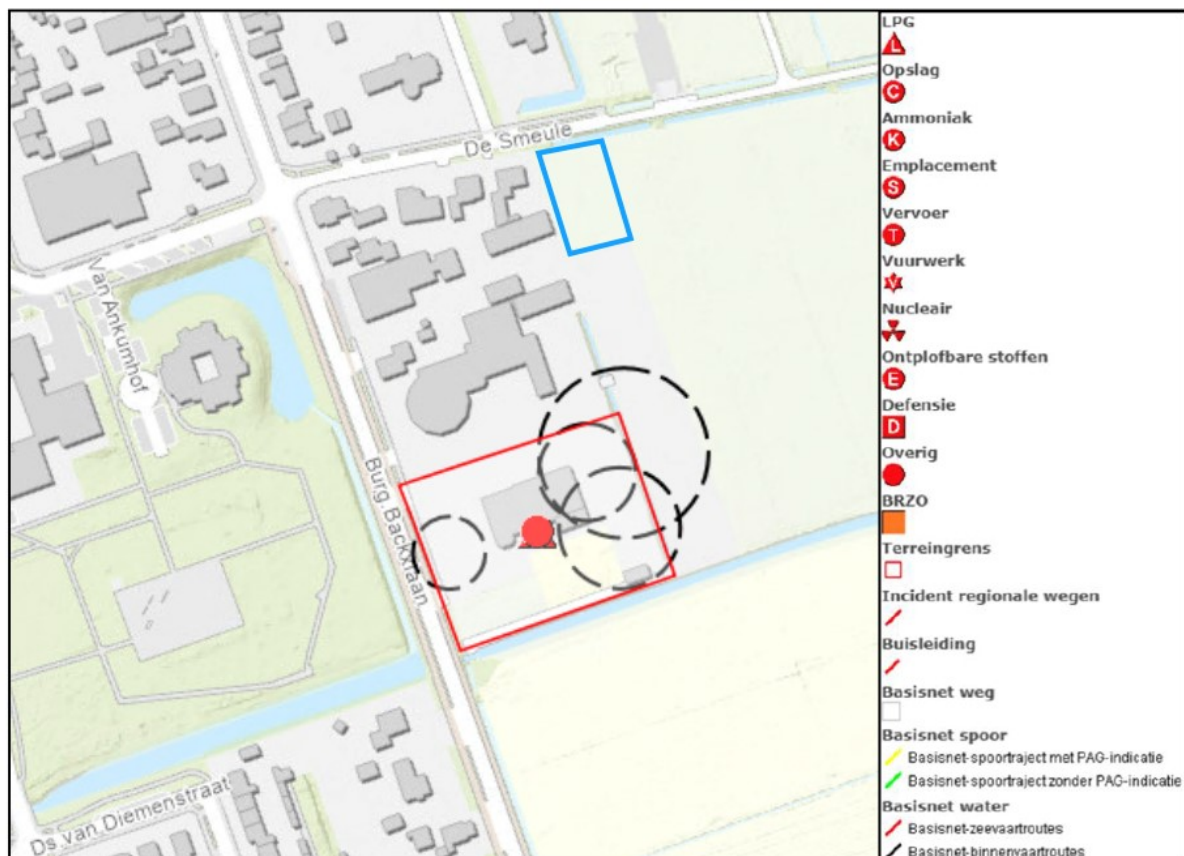 De Smeule
Van Ankumhof
Burg. Backxlaan
Ds van Diemenstraat
LPG
L
Opslag
C
Ammoniak
K
Emplacement
S
Vervoer
T
Vuurwerk
V
Nucleair
Ontplofbare stoffen
E
Defensie
D
Overig
BRZO
Terreingrens
Incident regionale wegen
Buisleiding
Basisnet weg
Basisnet spoor
Basisnet-spoortraject met PAG-indicatie
Basisnet-spoortraject zonder PAG-indicatie
Basisnet water
Basisnet-zeevaartroutes
Basisnet-binnenvaartroutes